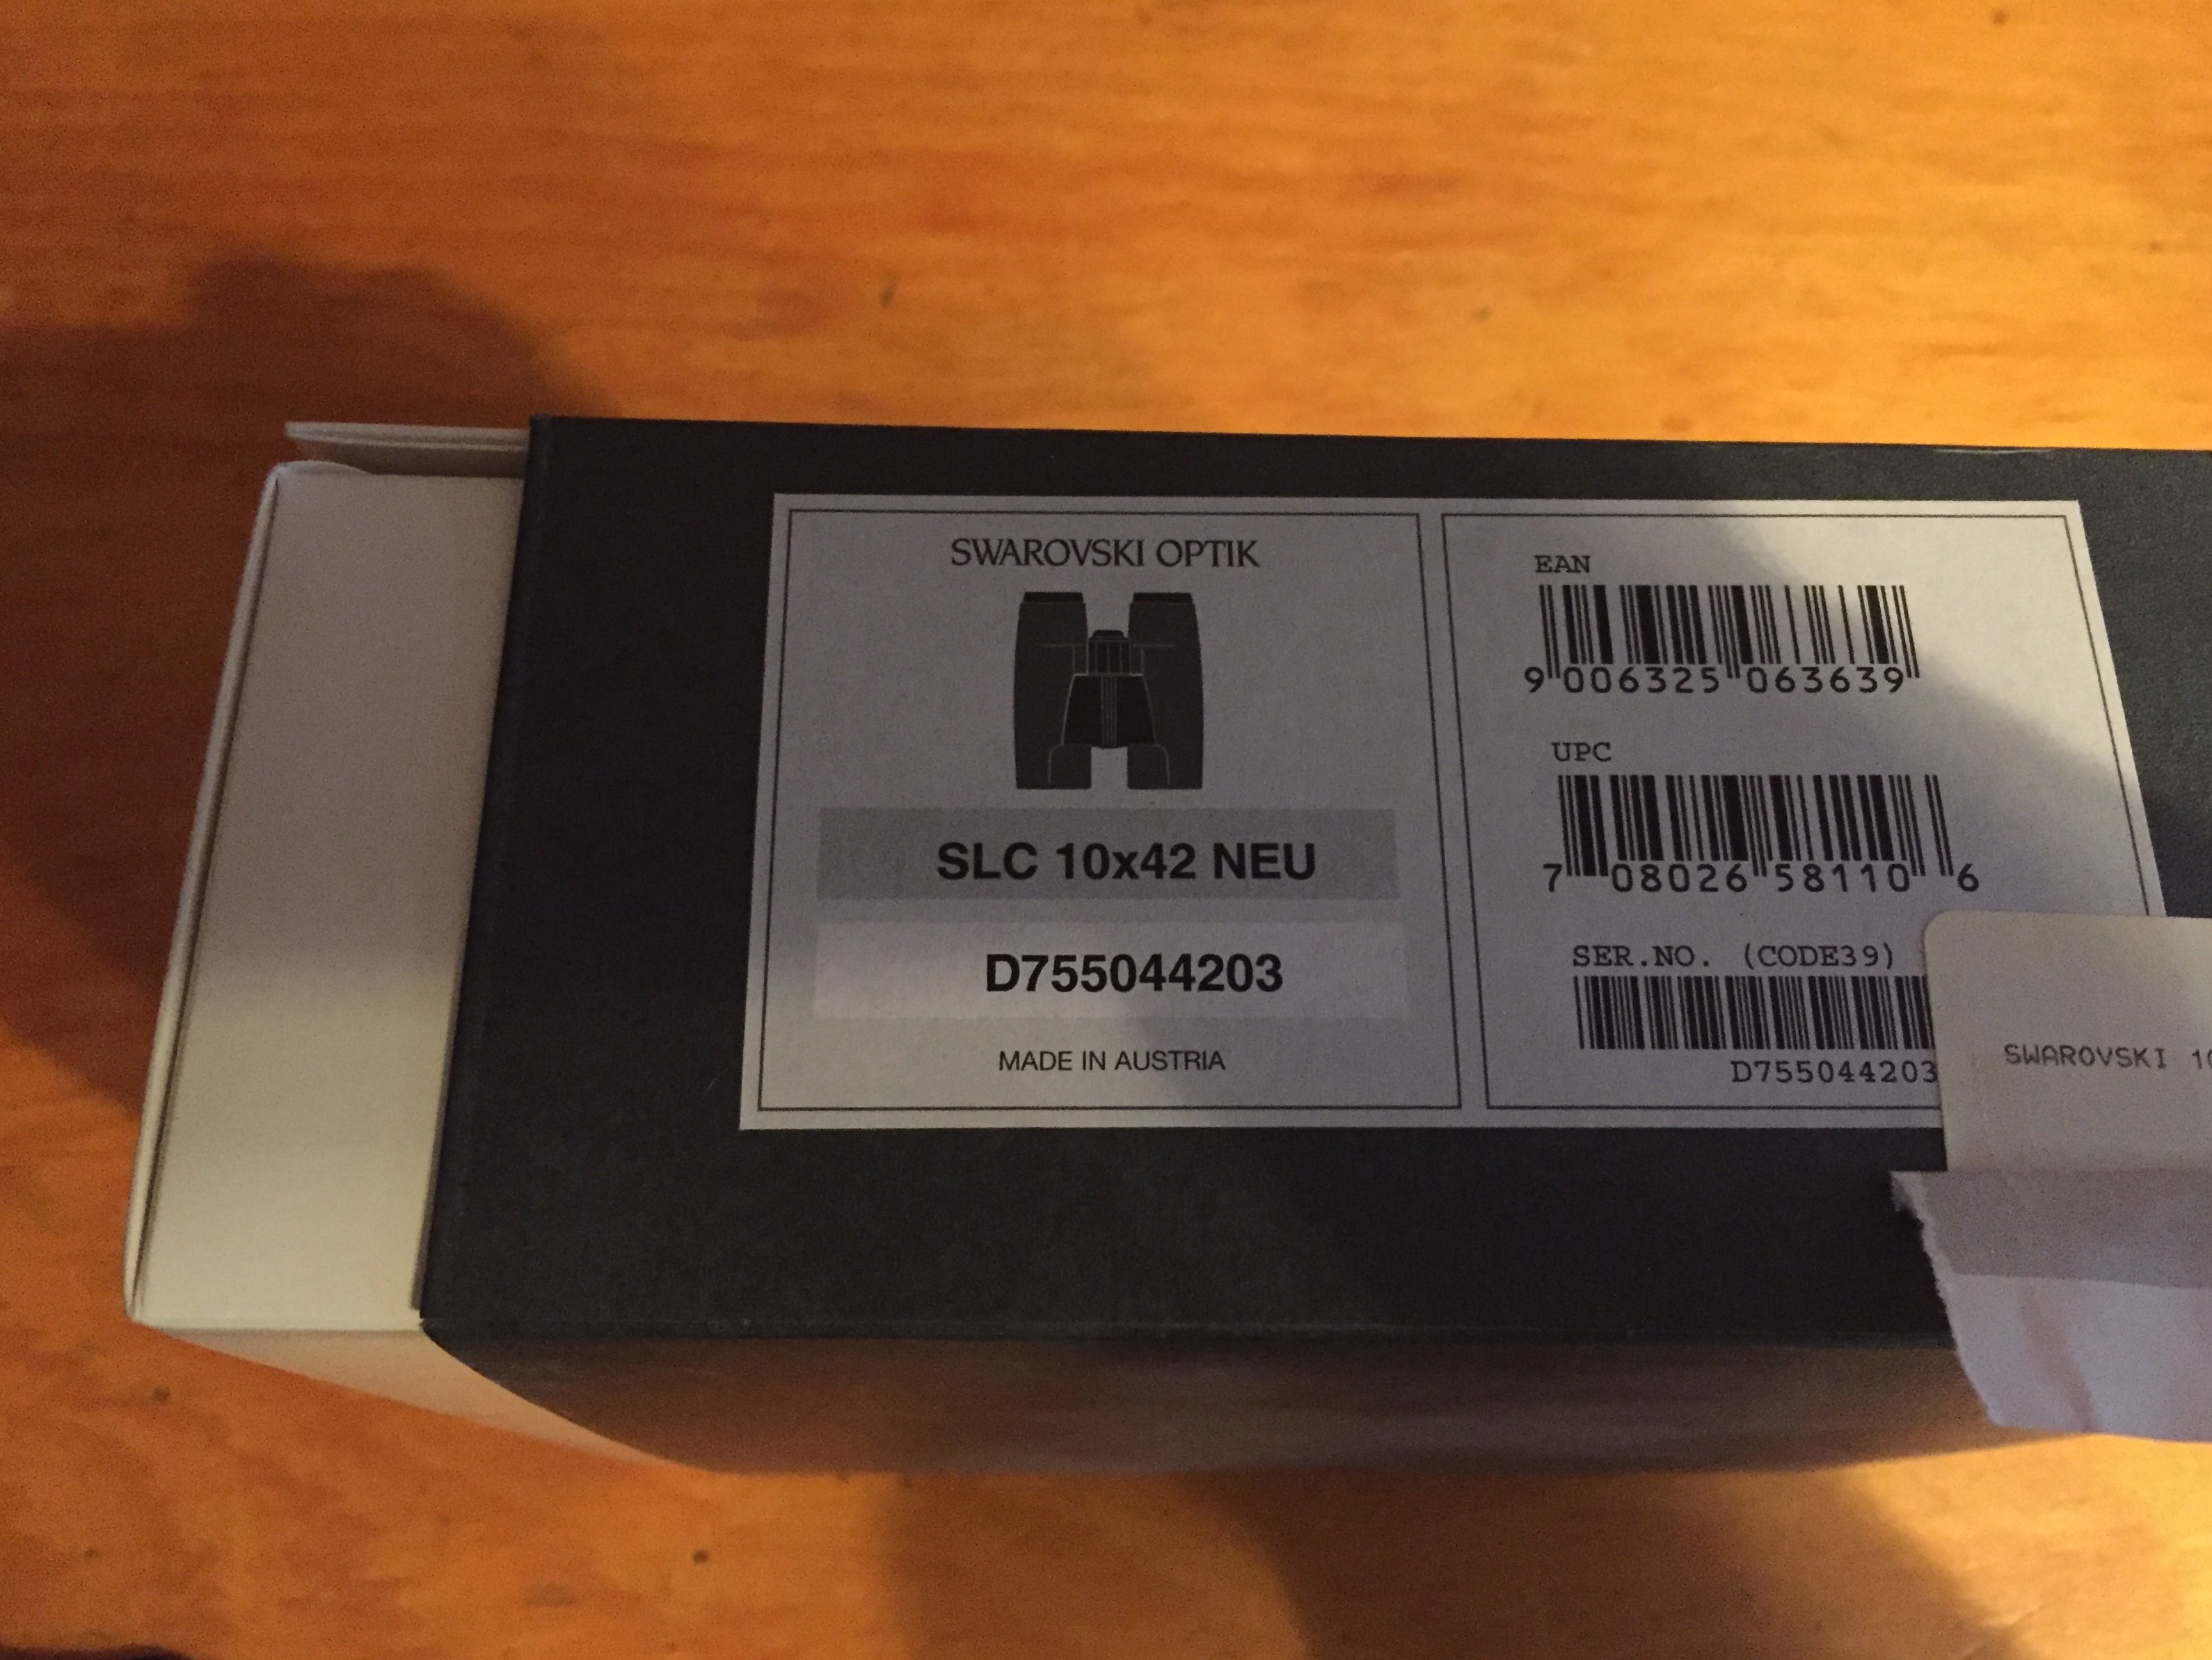 SWAROVSKI OPTIK
SLC 10x42 NEU
D755044203
MADE IN AUSTRIA
EAN
9 006325 063639
UPC
7 08026 58110 6
SER.NO. (CODE39)
D755044203
SWAROVSKI 10